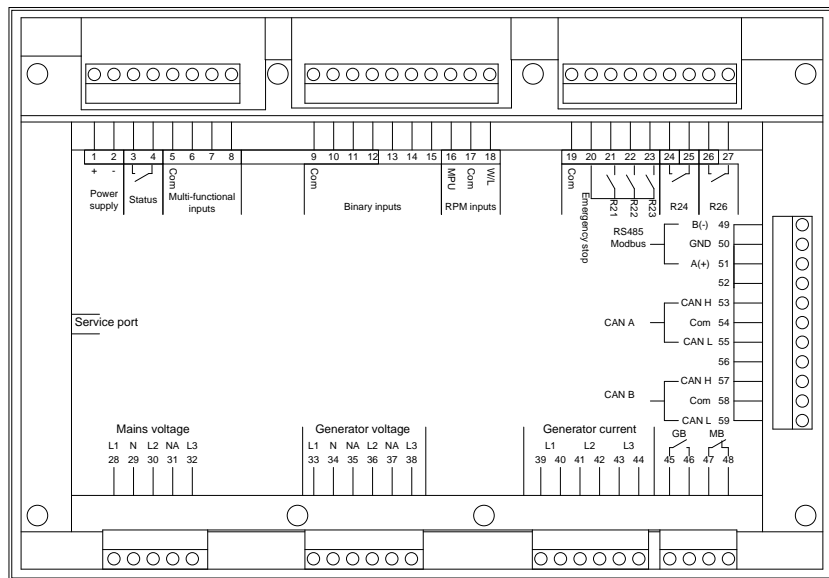 1 2 3 4 5 6 7 8 9 10 11 12 13 14 15 16 17 18 19 20 21 22 23 24 25 26 27
+ - Com Com MPU Com W/L Com
Power supply
Status
Multi-functional inputs
Binary inputs
RPM inputs
Emergency stop
R21 R22 R23 R24 R26
RS485
Modbus
B(-) 49
GND 50
A(+) 51
52
Service port
CAN A
CAN H 53
Com 54
CAN L 55
56
CAN B
CAN H 57
Com 58
CAN L 59
Mains voltage
L1 N L2 NA L3
28 29 30 31 32
Generator voltage
L1 N NA L2 NA L3
33 34 35 36 37 38
Generator current
L1 L2 L3
39 40 41 42 43 44
GB MB
45 46 47 48